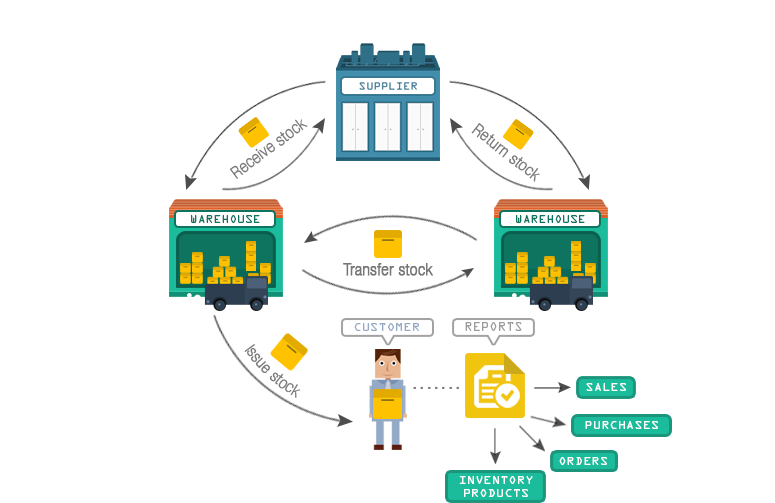 SUPPLIER
Receive stock
Return stock
WAREHOUSE
WAREHOUSE
Transfer stock
CUSTOMER
REPORTS
Issue stock
SALES
PURCHASES
ORDERS
INVENTORY
PRODUCTS